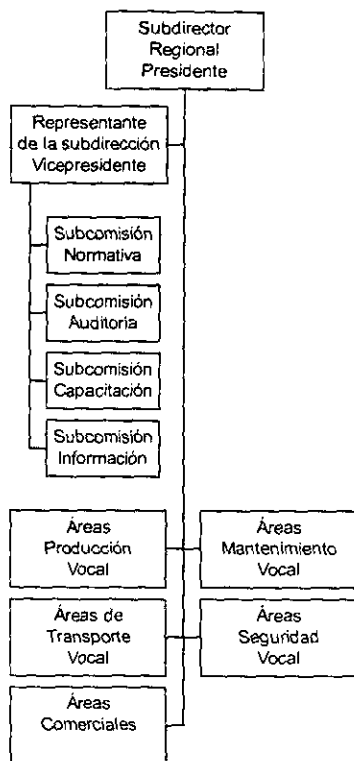 Subdirector
Regional
Presidente
Representante
de la subdirección
Vicepresidente
Subcomisión
Normativa
Subcomisión
Auditoría
Subcomisión
Capacitación
Subcomisión
Información
Áreas
Producción
Vocal
Áreas
Mantenimiento
Vocal
Áreas de
Transporte
Vocal
Áreas
Seguridad
Vocal
Áreas
Comerciales